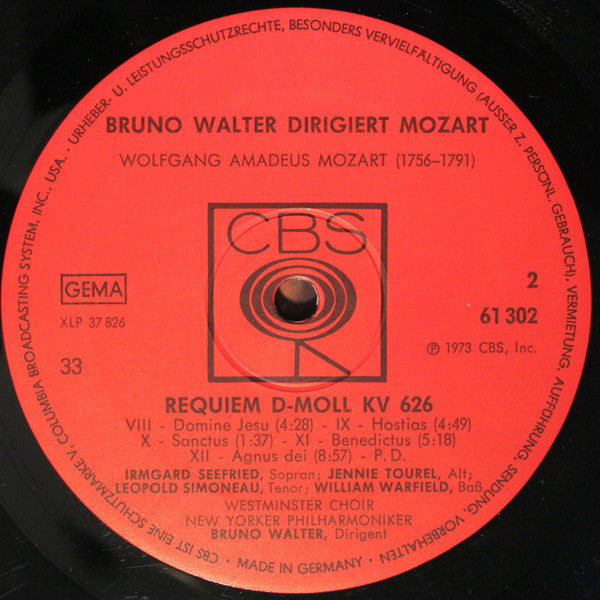 BRUNO WALTER DIRIGIERT MOZART
WOLFGANG AMADEUS MOZART (1756–1791)
CBS
GEMA
XLP 37 826
33
2
61 302
Ⓟ 1973 CBS, Inc.
REQUIEM D-MOLL KV 626
VIII - Domine Jesu (4:28) - IX - Hostias (4:49)
X - Sanctus (1:37) - XI - Benedictus (5:18)
XII - Agnus dei (8:57) - P. D.
IRMGARD SEEFRIED, Sopran; JENNIE TOUREL, Alt;
LEOPOLD SIMONEAU, Tenor; WILLIAM WARFIELD, Baß
WESTMINSTER CHOIR
NEW YORKER PHILHARMONIKER
BRUNO WALTER, Dirigent
CBS IST EINE SCHUTZMARKE V. COLUMBIA BROADCASTING SYSTEM, INC., USA. · URHEBER- U. LEISTUNGSSCHUTZRECHTE, BESONDERS VERVIELFÄLTIGUNG (AUSSER Z. PERSÖNL. GEBRAUCH), VERMIETUNG, AUFFÜHRUNG, SENDUNG, VORBEHALTEN · MADE IN GERMANY ·